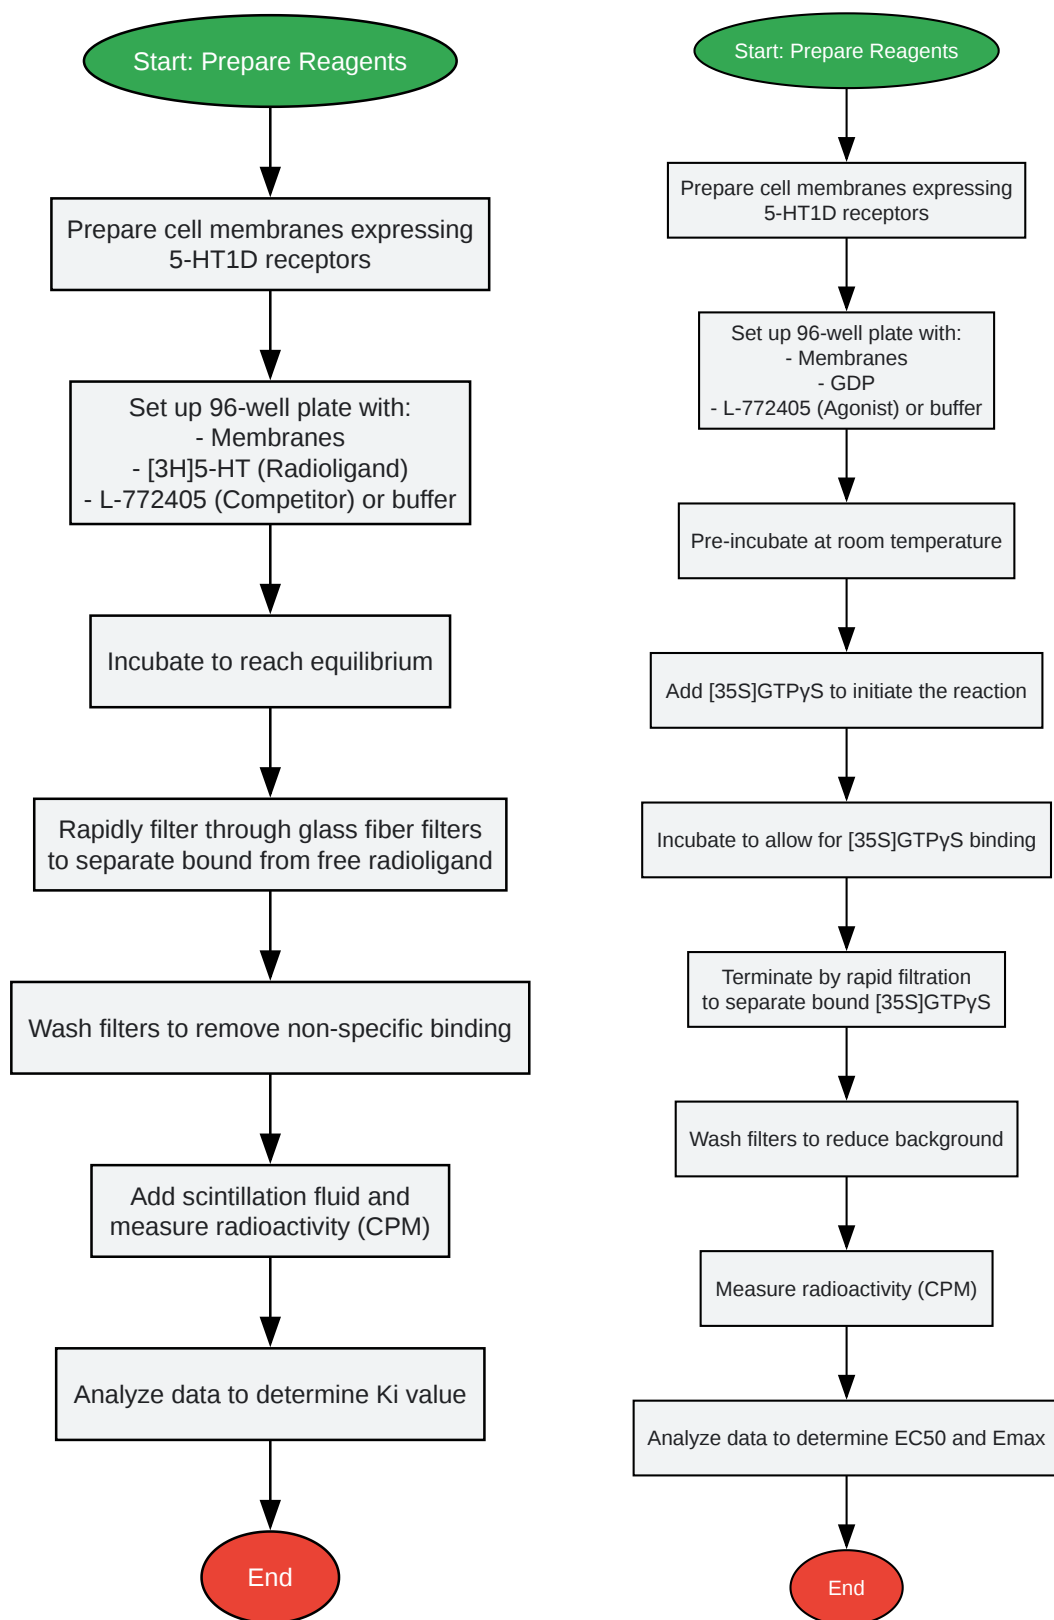 Start: Prepare Reagents
Prepare cell membranes expressing
5-HT1D receptors
Set up 96-well plate with:
- Membranes
- [3H]5-HT (Radioligand)
- L-772405 (Competitor) or buffer
Incubate to reach equilibrium
Rapidly filter through glass fiber filters
to separate bound from free radioligand
Wash filters to remove non-specific binding
Add scintillation fluid and
measure radioactivity (CPM)
Analyze data to determine Ki value
End
Start: Prepare Reagents
Prepare cell membranes expressing
5-HT1D receptors
Set up 96-well plate with:
- Membranes
- GDP
- L-772405 (Agonist) or buffer
Pre-incubate at room temperature
Add [35S]GTPγS to initiate the reaction
Incubate to allow for [35S]GTPγS binding
Terminate by rapid filtration
to separate bound [35S]GTPγS
Wash filters to reduce background
Measure radioactivity (CPM)
Analyze data to determine EC50 and Emax
End